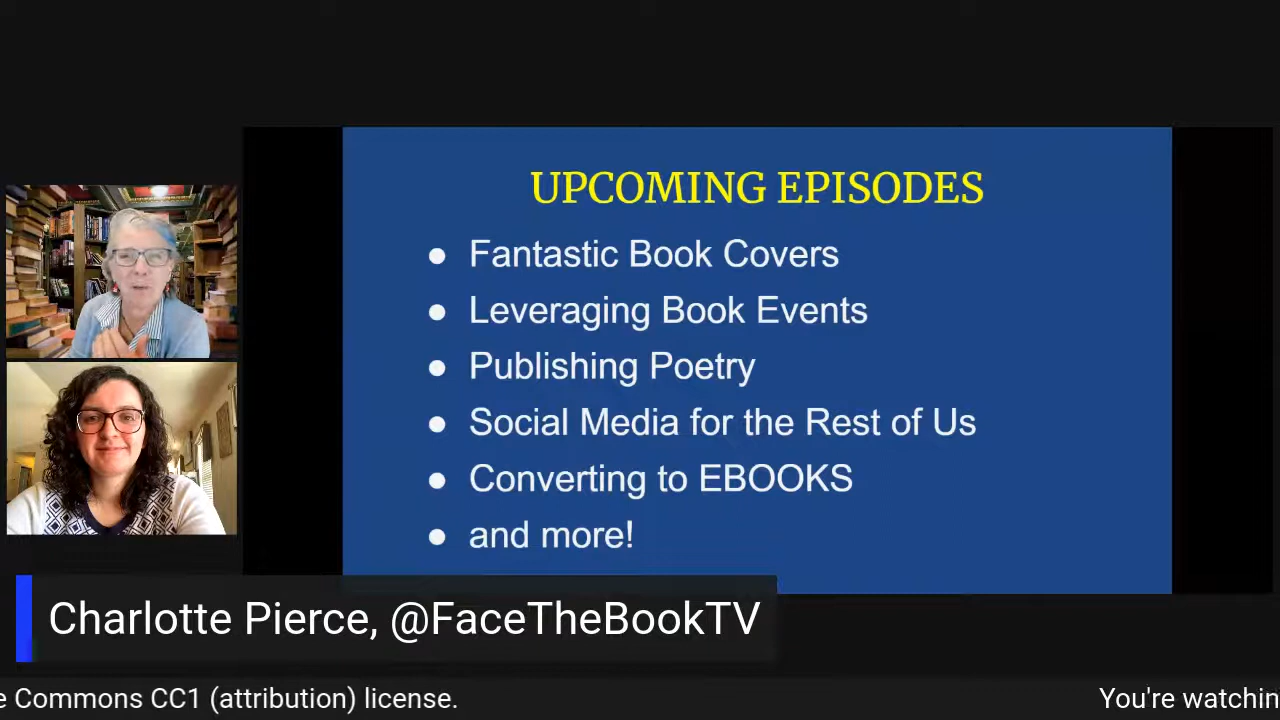 UPCOMING EPISODES
● Fantastic Book Covers
● Leveraging Book Events
● Publishing Poetry
● Social Media for the Rest of Us
● Converting to EBOOKS
● and more!
Charlotte Pierce, @FaceTheBookTV
e Commons CC1 (attribution) license.
You're watchin